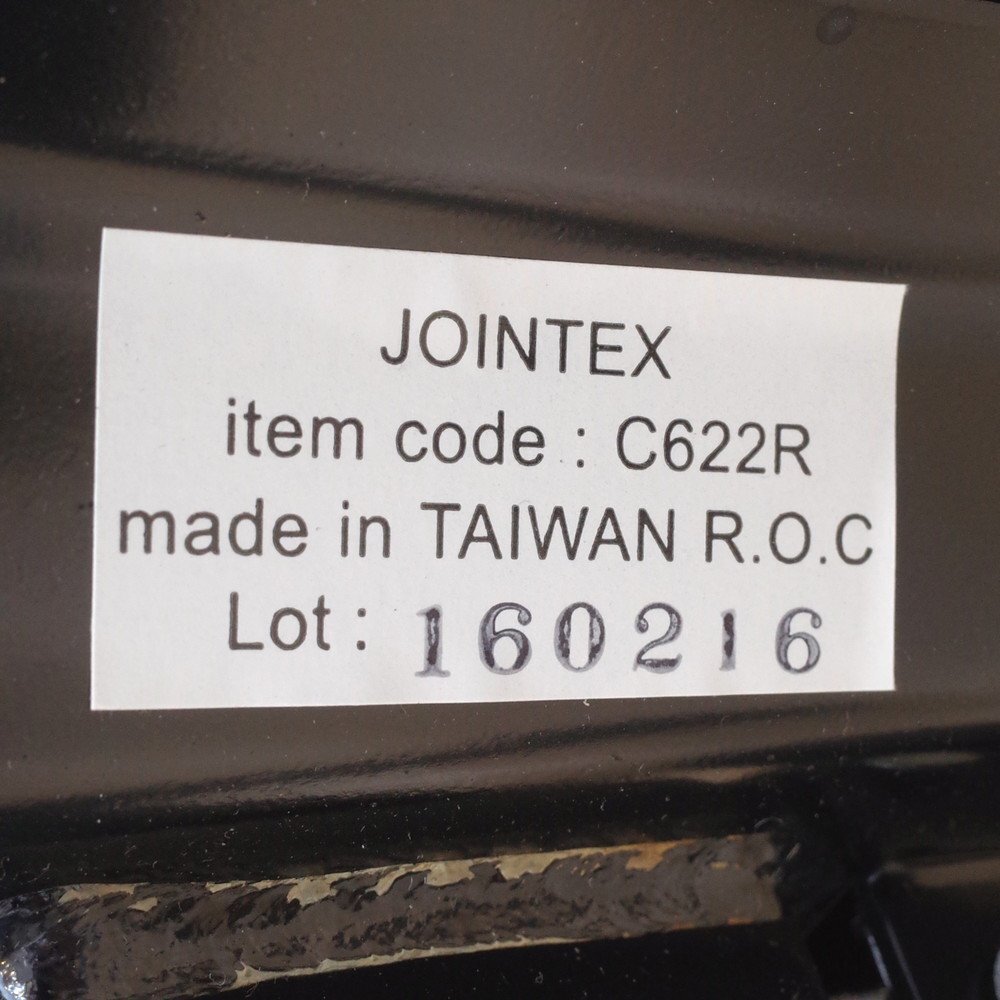 JOINTEX
item code : C622R
made in TAIWAN R.O.C
Lot : 160216